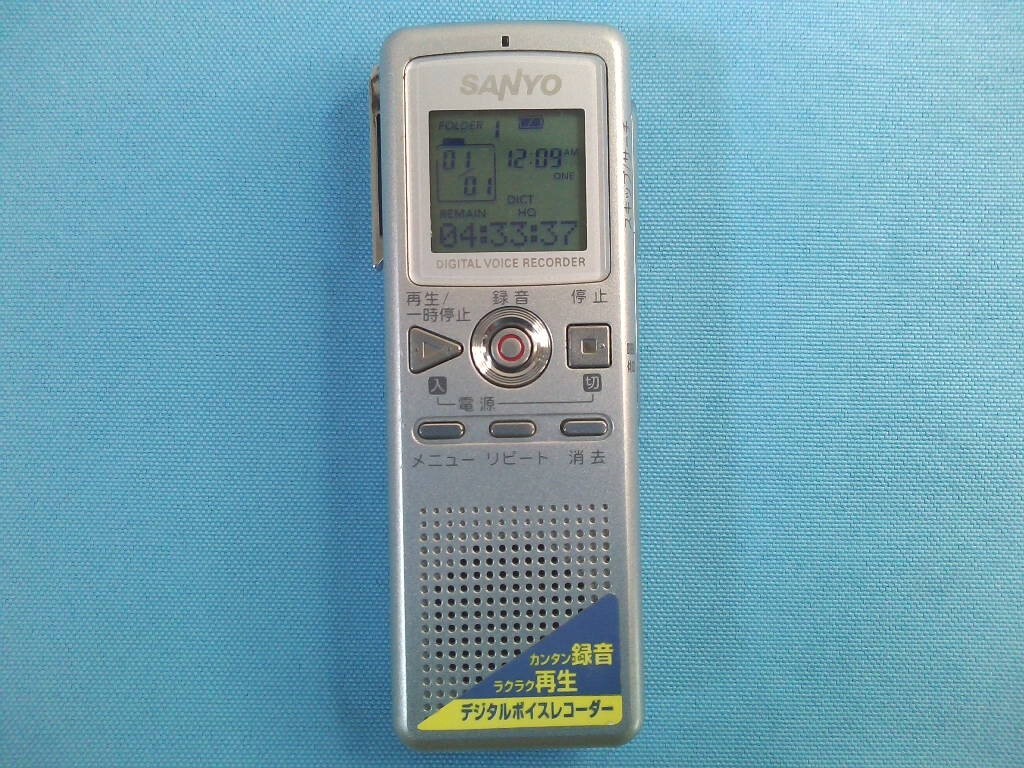 SANYO
FOLDER 1
01 12:09 AM
01 ONE
DICT
REMAIN HQ
04:33:37
DIGITAL VOICE RECORDER
再生/ 録音 停止
一時停止
入 切
電源
メニュー リピート 消去
カンタン録音
ラクラク再生
デジタルボイスレコーダー